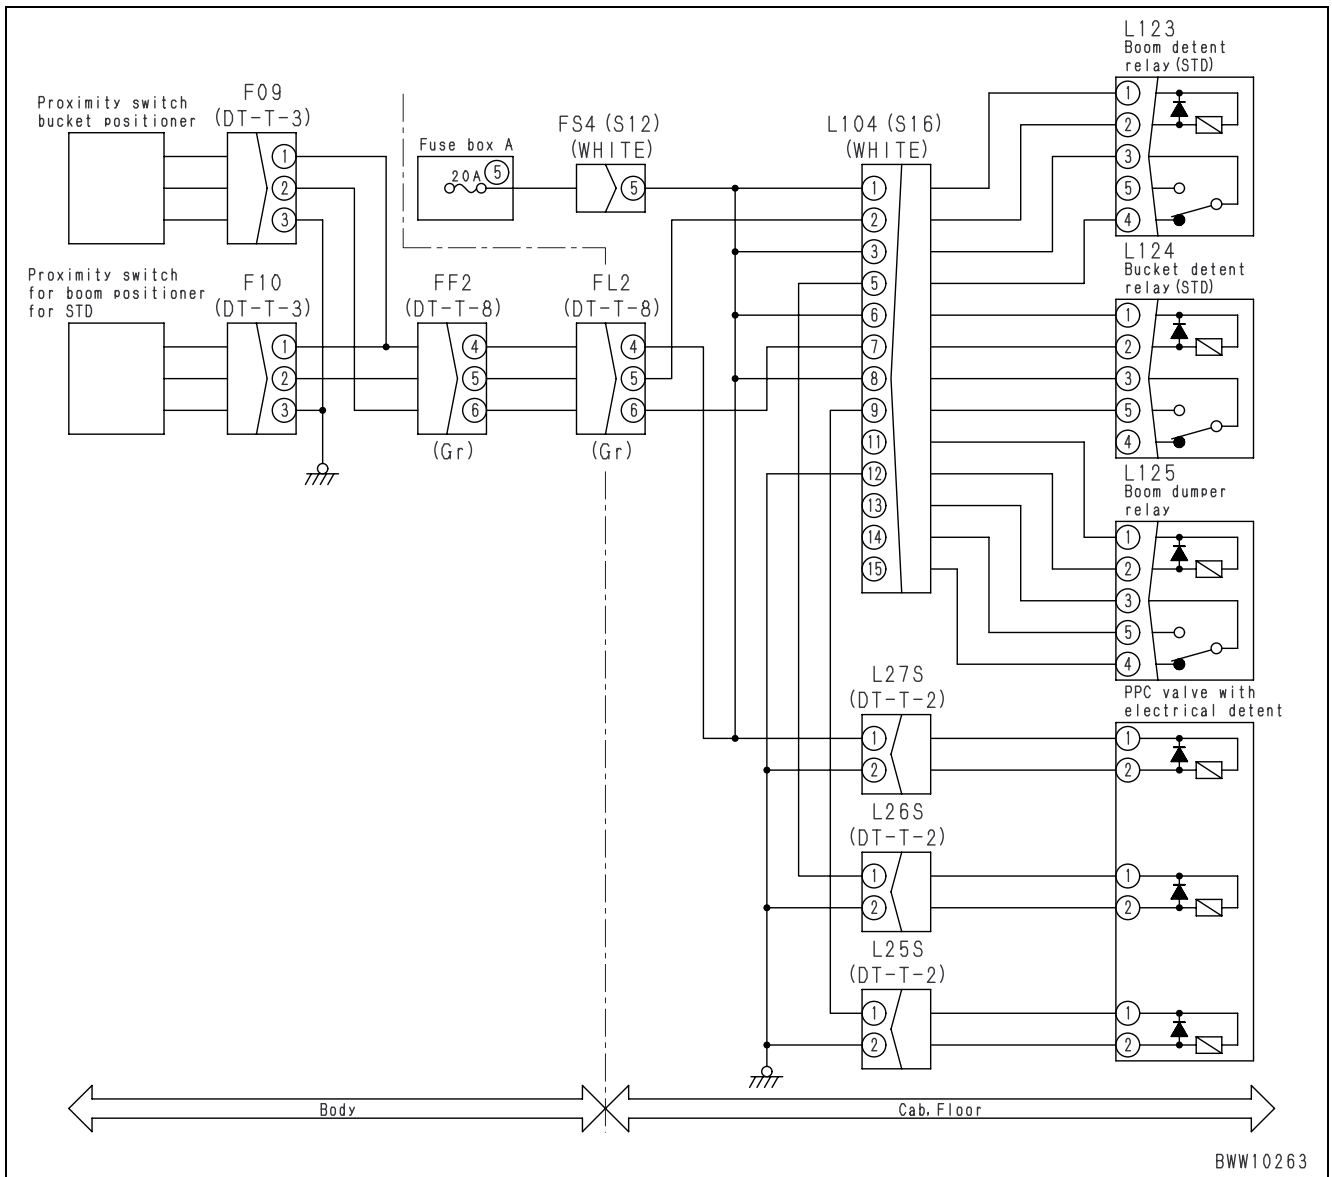 L123
Boom detent
relay (STD)
F09
(DT-T-3)
Proximity switch
bucket positioner
FS4 (S12)
(WHITE)
L104 (S16)
(WHITE)
Fuse box A
20A
5
5
1
2
3
1
2
3
5
6
7
8
9
11
12
13
14
15
1
2
3
5
4
L124
Bucket detent
relay (STD)
Proximity switch
for boom positioner
for STD
F10
(DT-T-3)
FF2
(DT-T-8)
FL2
(DT-T-8)
1
2
3
4
5
6
(Gr)
4
5
6
(Gr)
1
2
3
5
4
L125
Boom dumper
relay
1
2
3
5
4
L27S
(DT-T-2)
1
2
PPC valve with
electrical detent
1
2
L26S
(DT-T-2)
1
2
1
2
L25S
(DT-T-2)
1
2
1
2
Body
Cab, Floor
BWW10263